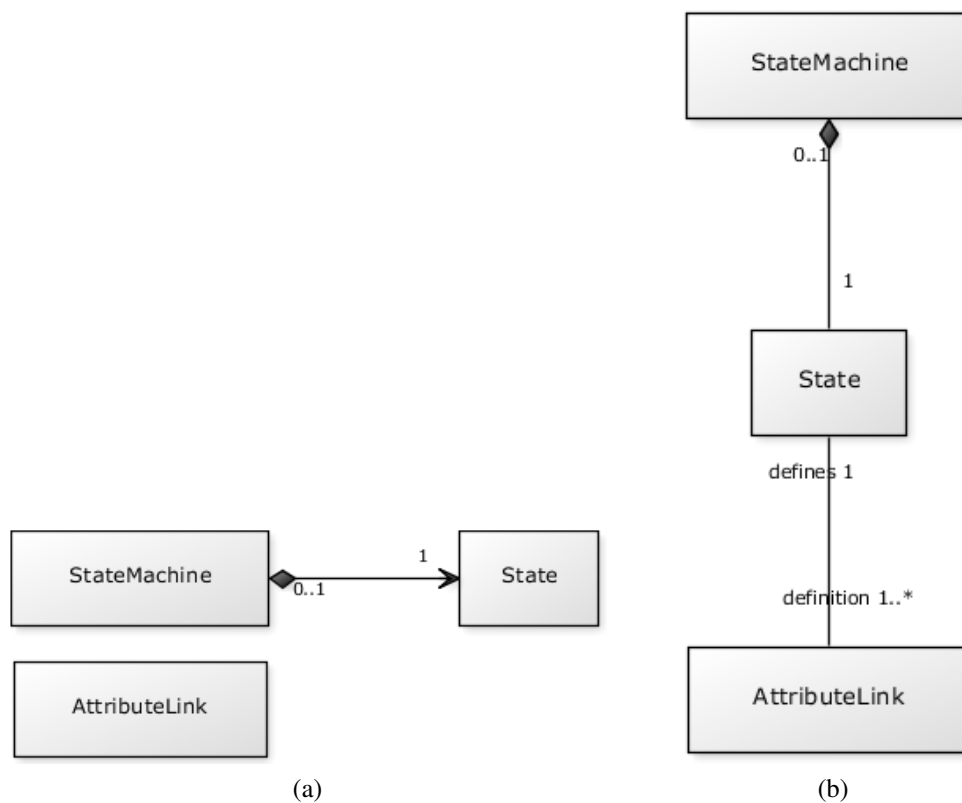 StateMachine
0..1
1
State
AttributeLink
(a)
StateMachine
0..1
1
State
defines 1
definition 1..*
AttributeLink
(b)